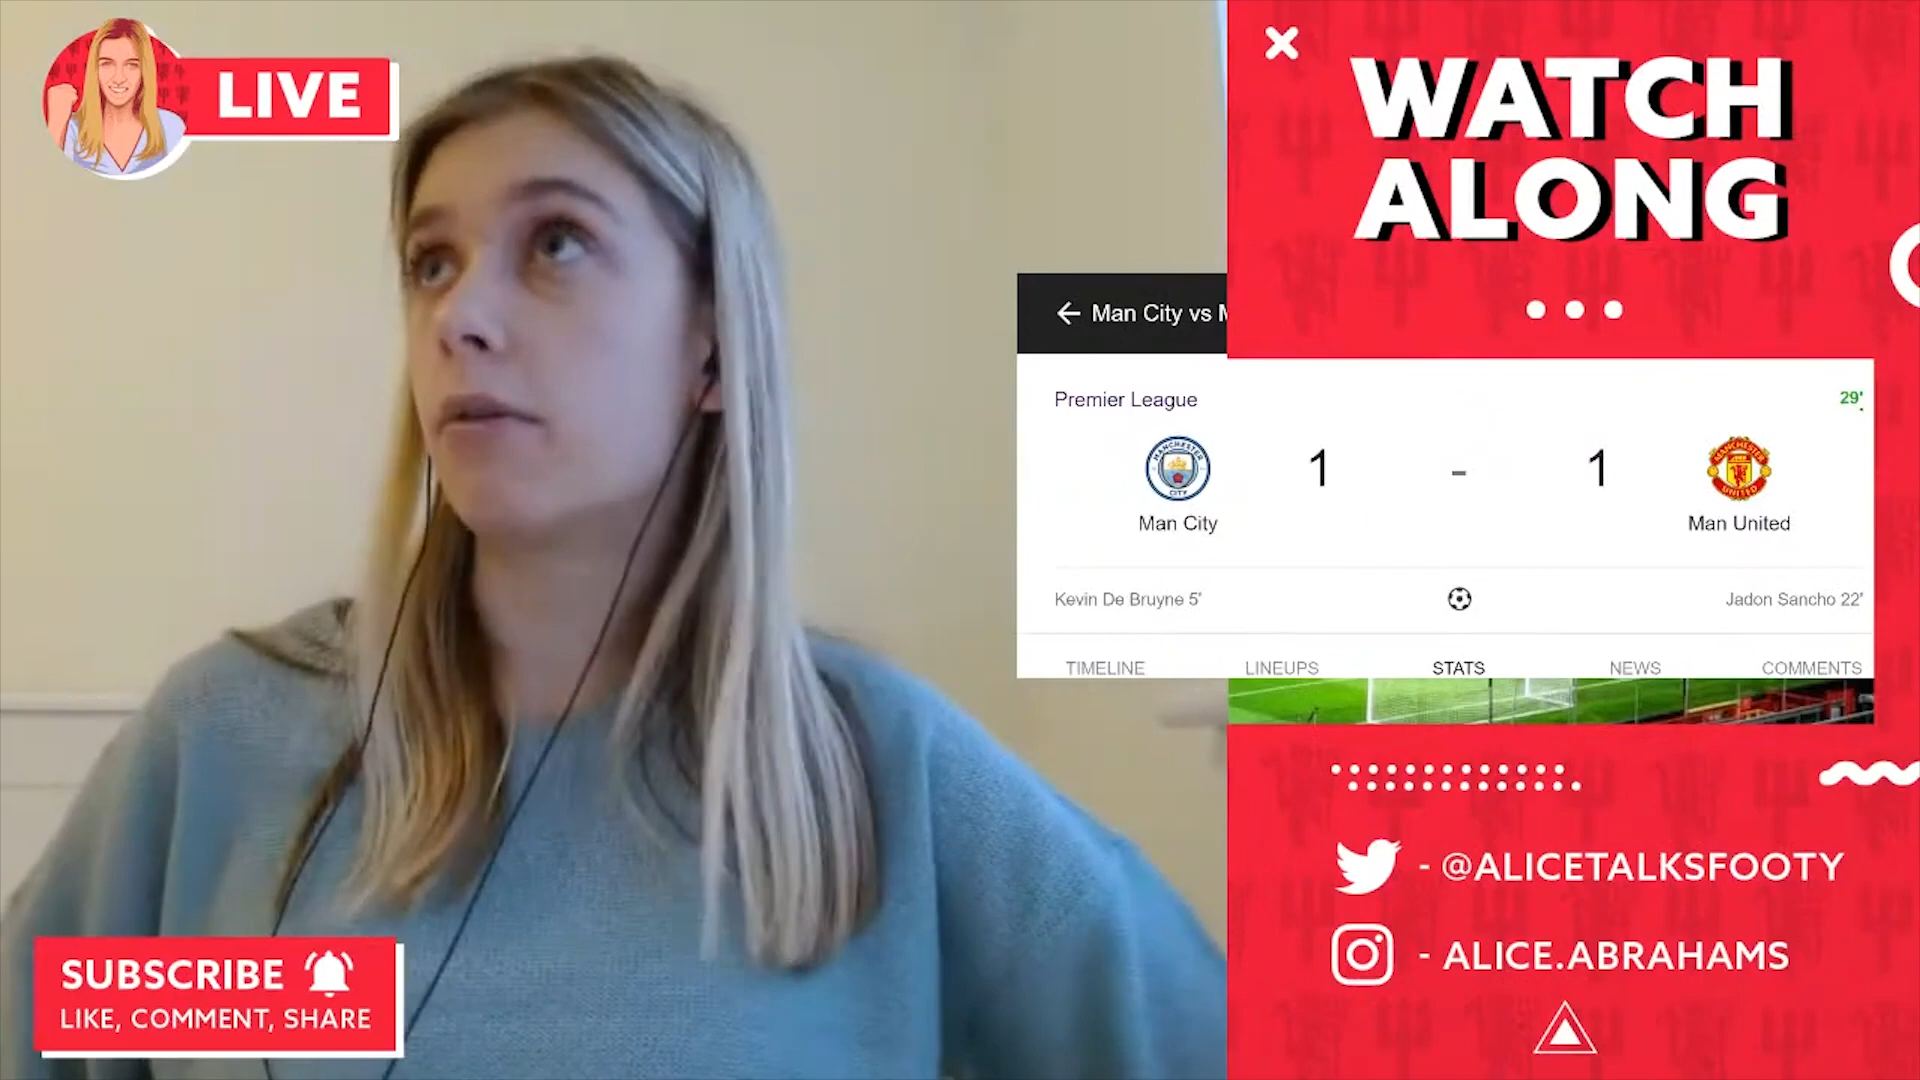 LIVE
WATCH
ALONG
Man City vs M
Premier League
29'
1 - 1
Man City
Man United
Kevin De Bruyne 5'
Jadon Sancho 22'
TIMELINE
LINEUPS
STATS
NEWS
COMMENTS
- @ALICETALKSFOOTY
- ALICE.ABRAHAMS
SUBSCRIBE
LIKE, COMMENT, SHARE